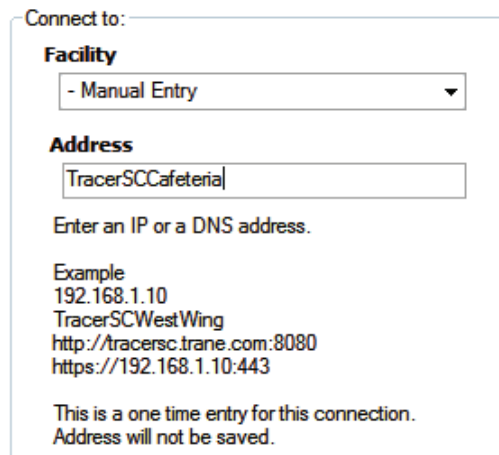 Connect to:
Facility
- Manual Entry
Address
TracerSCCafeteria
Enter an IP or a DNS address.
Example
192.168.1.10
TracerSCWestWing
http://tracersc.trane.com:8080
https://192.168.1.10:443
This is a one time entry for this connection.
Address will not be saved.